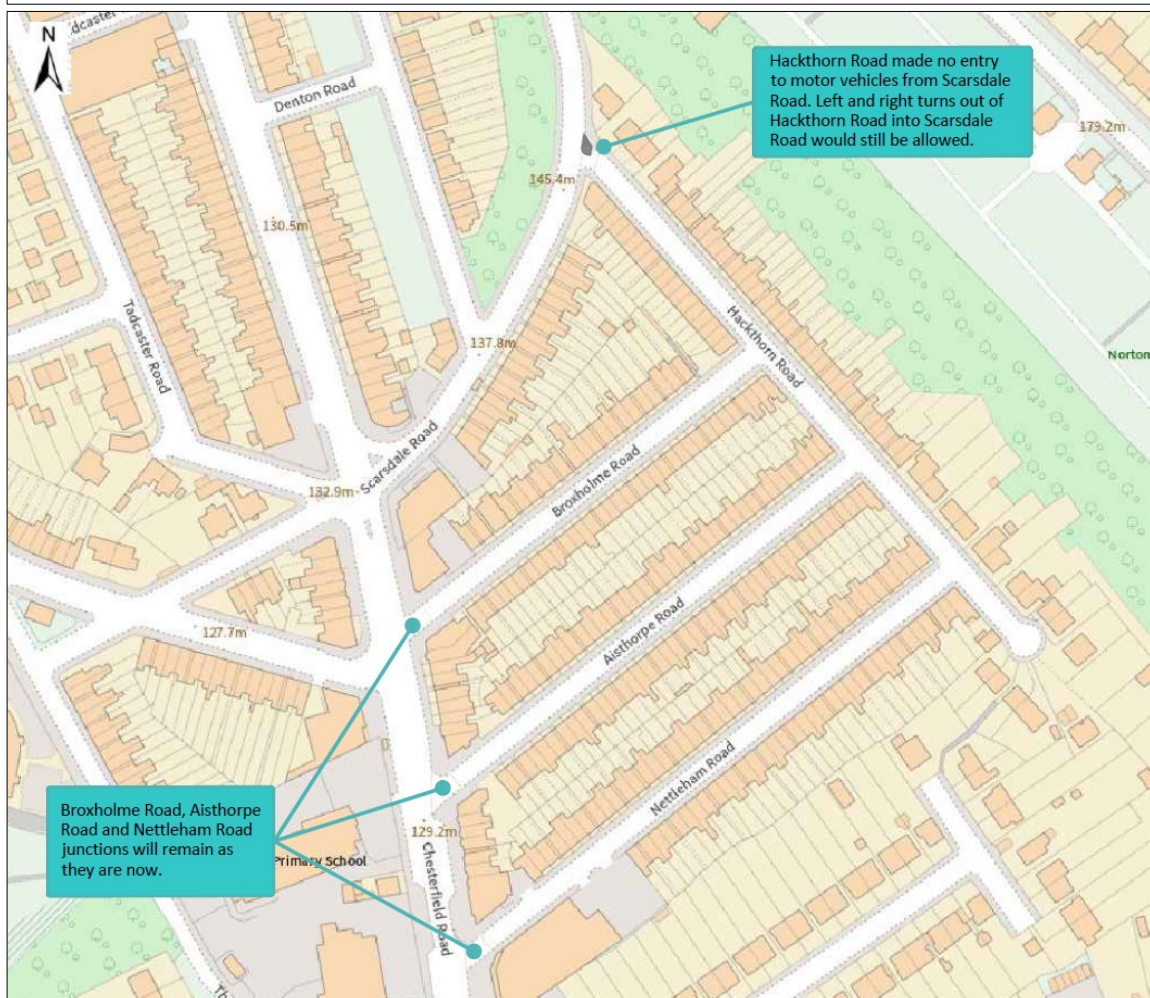 dcaster
N
Denton Road
Hackthorn Road made no entry
to motor vehicles from Scarsdale
Road. Left and right turns out of
Hackthorn Road into Scarsdale
Road would still be allowed.
179.2m
145.4m
130.5m
Tadcaster Road
137.8m
Hackthorn Road
Norton
Scarsdale Road
132.9m
Broxholme Road
127.7m
Aisthorpe Road
Nettleham Road
Broxholme Road, Aisthorpe
Road and Nettleham Road
junctions will remain as
they are now.
129.2m
Primary School
Chesterfield Road